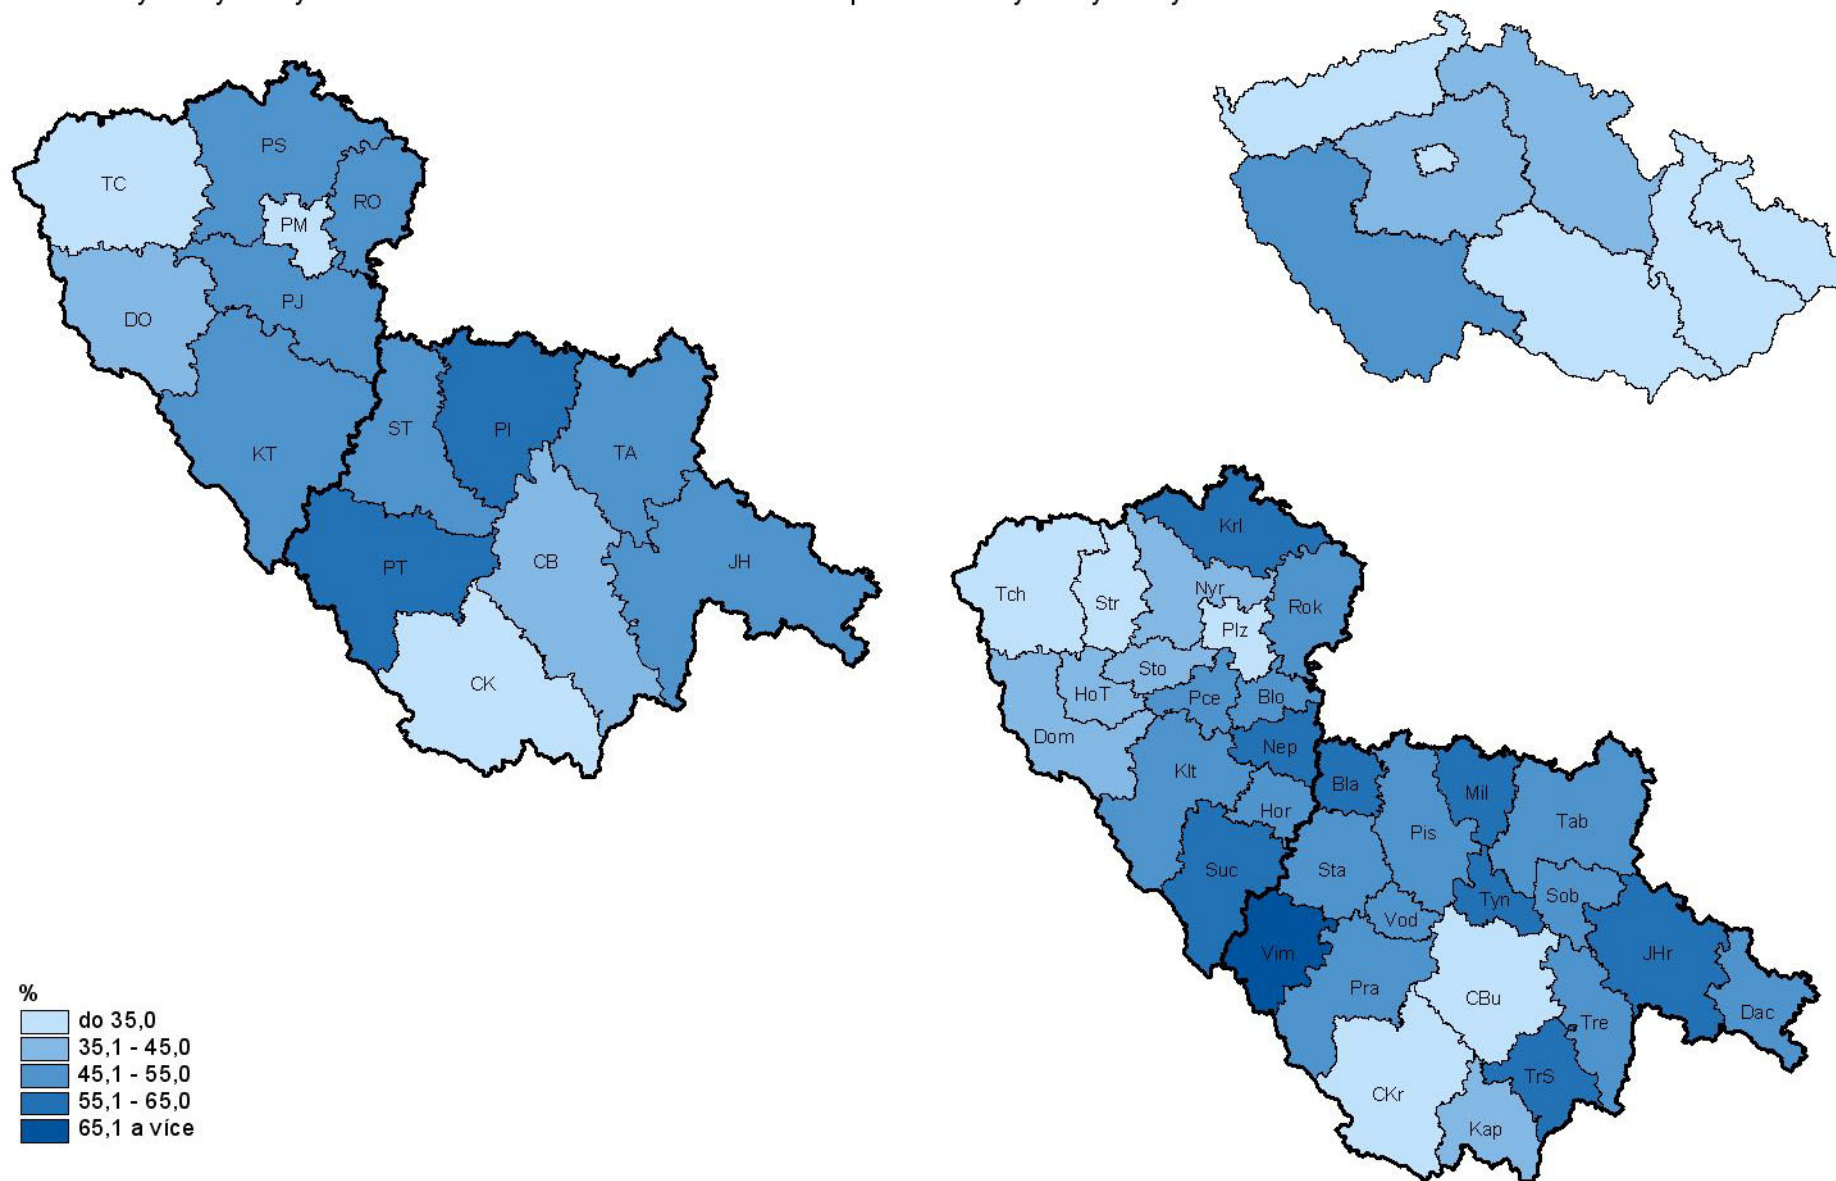 PS
TC
RO
PM
PJ
DO
ST
PI
TA
KT
CB
JH
PT
CK
Krl
Nyr
Tch
Str
Rok
Plz
Sto
HoT
Pce
Blo
Dom
Nep
Klt
Bla
Mil
Hor
Tab
Pis
Suc
Sta
Tyn
Sob
Vod
Vim
JHr
Pra
CBu
Dac
Tre
TrS
CKr
Kap
%
do 35,0
35,1 - 45,0
45,1 - 55,0
55,1 - 65,0
65,1 a více